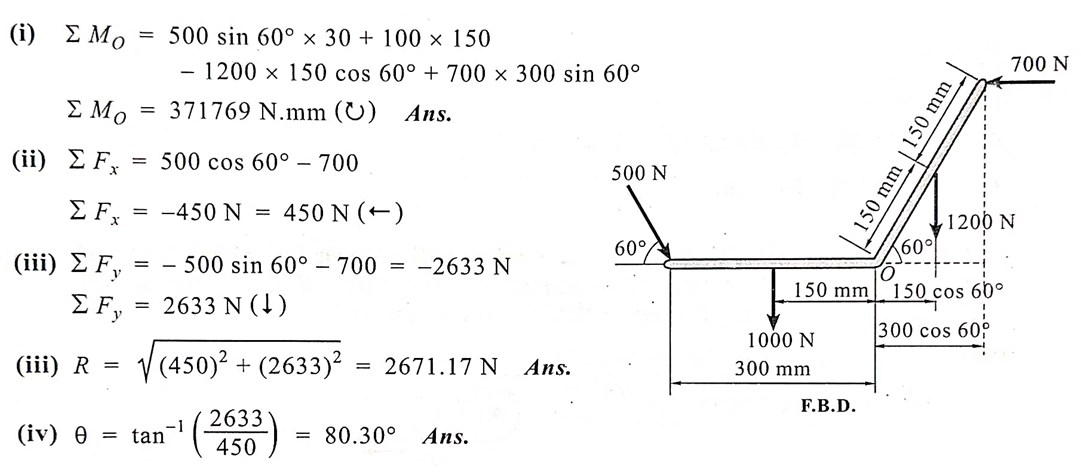 (i) Σ M_O = 500 sin 60° × 30 + 100 × 150
− 1200 × 150 cos 60° + 700 × 300 sin 60°
Σ M_O = 371769 N.mm (↻) Ans.
(ii) Σ F_x = 500 cos 60° − 700
Σ F_x = −450 N = 450 N (←)
(iii) Σ F_y = − 500 sin 60° − 700 = −2633 N
Σ F_y = 2633 N (↓)
(iii) R = √((450)² + (2633)²) = 2671.17 N Ans.
(iv) θ = tan⁻¹ (2633/450) = 80.30° Ans.
700 N
150 mm
150 mm
500 N
1200 N
60°
60°
O
150 mm
150 cos 60°
1000 N
300 cos 60°
300 mm
F.B.D.